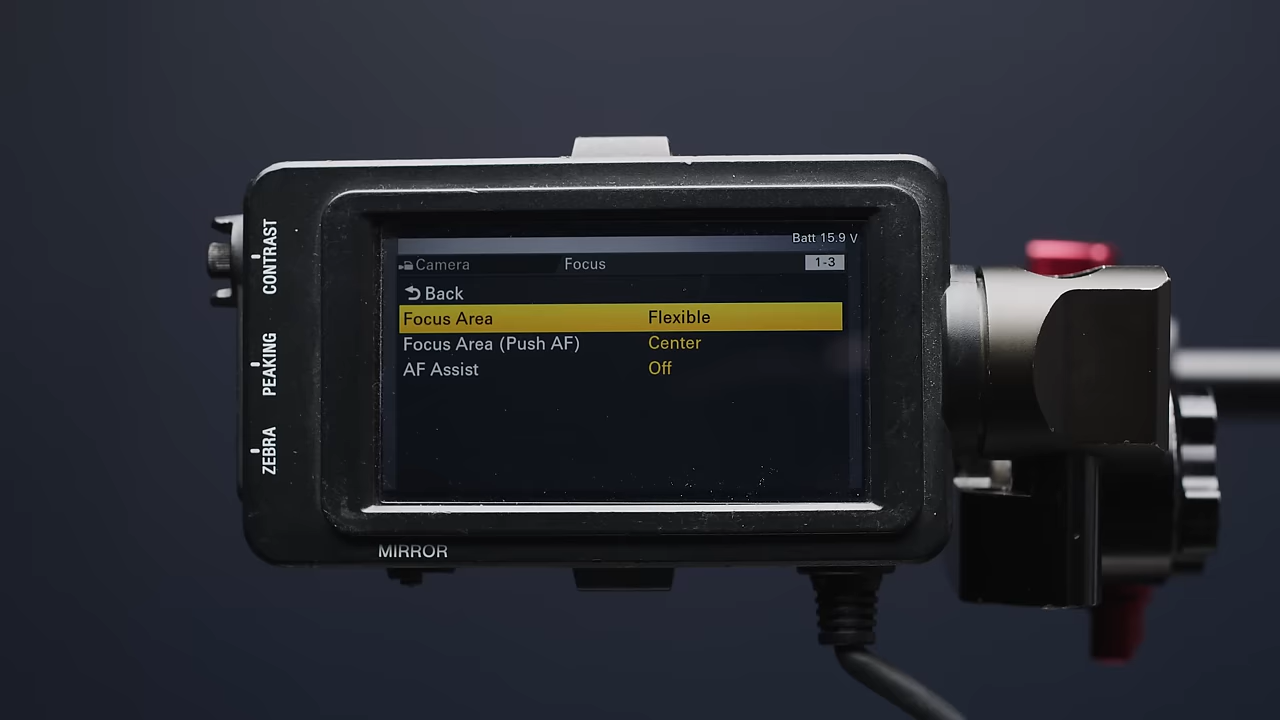 Batt 15.9 V
Camera Focus 1-3
Back
Focus Area Flexible
Focus Area (Push AF) Center
AF Assist Off
CONTRAST
PEAKING
ZEBRA
MIRROR